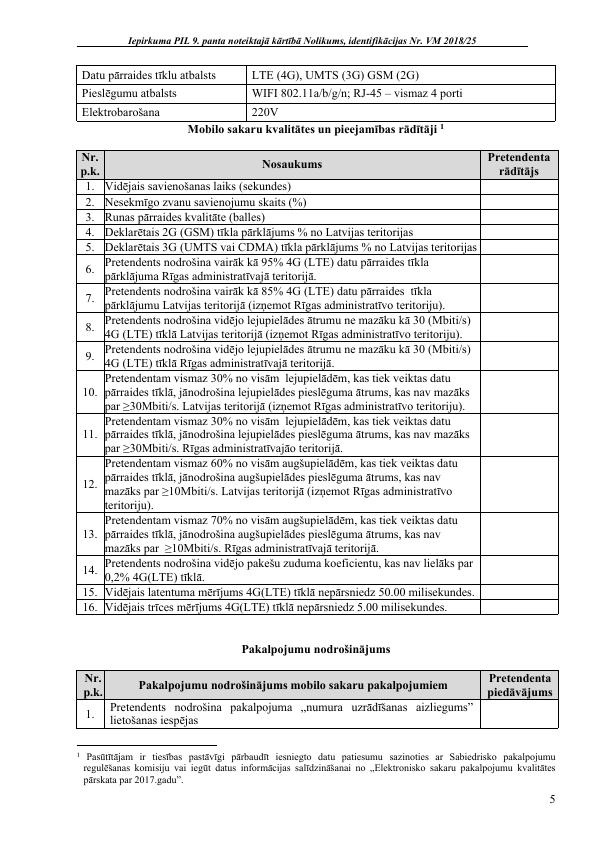 Iepirkuma PIL 9. panta noteiktajā kārtībā Nolikums, identifikācijas Nr. VM 2018/25
Datu pārraides tīklu atbalsts LTE (4G), UMTS (3G) GSM (2G)
Pieslēgumu atbalsts WIFI 802.11a/b/g/n; RJ-45 – vismaz 4 porti
Elektrobarošana 220V
Mobilo sakaru kvalitātes un pieejamības rādītāji ¹
Nr. p.k. Nosaukums Pretendenta rādītājs
1. Vidējais savienošanas laiks (sekundes)
2. Nesekmīgo zvanu savienojumu skaits (%)
3. Runas pārraides kvalitāte (balles)
4. Deklarētais 2G (GSM) tīkla pārklājums % no Latvijas teritorijas
5. Deklarētais 3G (UMTS vai CDMA) tīkla pārklājums % no Latvijas teritorijas
6. Pretendents nodrošina vairāk kā 95% 4G (LTE) datu pārraides tīkla
pārklājuma Rīgas administratīvajā teritorijā.
7. Pretendents nodrošina vairāk kā 85% 4G (LTE) datu pārraides tīkla
pārklājumu Latvijas teritorijā (izņemot Rīgas administratīvo teritoriju).
8. Pretendents nodrošina vidējo lejupielādes ātrumu ne mazāku kā 30 (Mbiti/s)
4G (LTE) tīklā Latvijas teritorijā (izņemot Rīgas administratīvo teritoriju).
9. Pretendents nodrošina vidējo lejupielādes ātrumu ne mazāku kā 30 (Mbiti/s)
4G (LTE) tīklā Rīgas administratīvajā teritorijā.
10. Pretendentam vismaz 30% no visām lejupielādēm, kas tiek veiktas datu
pārraides tīklā, jānodrošina lejupielādes pieslēguma ātrums, kas nav mazāks
par ≥30Mbiti/s. Latvijas teritorijā (izņemot Rīgas administratīvo teritoriju).
11. Pretendentam vismaz 30% no visām lejupielādēm, kas tiek veiktas datu
pārraides tīklā, jānodrošina lejupielādes pieslēguma ātrums, kas nav mazāks
par ≥30Mbiti/s. Rīgas administratīvajāo teritorijā.
12. Pretendentam vismaz 60% no visām augšupielādēm, kas tiek veiktas datu
pārraides tīklā, jānodrošina augšupielādes pieslēguma ātrums, kas nav
mazāks par ≥10Mbiti/s. Latvijas teritorijā (izņemot Rīgas administratīvo
teritoriju).
13. Pretendentam vismaz 70% no visām augšupielādēm, kas tiek veiktas datu
pārraides tīklā, jānodrošina augšupielādes pieslēguma ātrums, kas nav
mazāks par ≥10Mbiti/s. Rīgas administratīvajā teritorijā.
14. Pretendents nodrošina vidējo pakešu zuduma koeficientu, kas nav lielāks par
0,2% 4G(LTE) tīklā.
15. Vidējais latentuma mērījums 4G(LTE) tīklā nepārsniedz 50.00 milisekundes.
16. Vidējais trīces mērījums 4G(LTE) tīklā nepārsniedz 5.00 milisekundes.
Pakalpojumu nodrošinājums
Nr. p.k. Pakalpojumu nodrošinājums mobilo sakaru pakalpojumiem Pretendenta piedāvājums
1. Pretendents nodrošina pakalpojuma „numura uzrādīšanas aizliegums”
lietošanas iespējas
¹ Pasūtītājam ir tiesības pastāvīgi pārbaudīt iesniegto datu patiesumu sazinoties ar Sabiedrisko pakalpojumu
regulēšanas komisiju vai iegūt datus informācijas salīdzināšanai no „Elektronisko sakaru pakalpojumu kvalitātes
pārskata par 2017.gadu”.
5